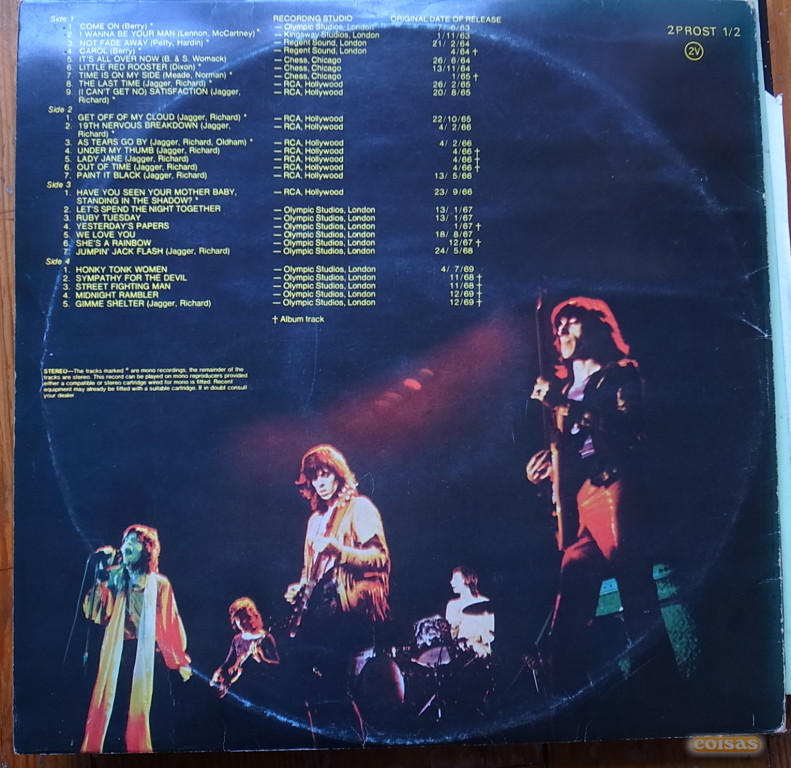 Side 1 RECORDING STUDIO ORIGINAL DATE OF RELEASE
1. COME ON (Berry) * — Olympic Studios, London 7/ 6/63
2. I WANNA BE YOUR MAN (Lennon, McCartney) * — Kingsway Studios, London 1/11/63
3. NOT FADE AWAY (Petty, Hardin) * — Regent Sound, London 21/ 2/64
4. CAROL (Berry) * — Regent Sound, London 4/64 †
5. IT'S ALL OVER NOW (B. & S. Womack) — Chess, Chicago 26/ 6/64
6. LITTLE RED ROOSTER (Dixon) * — Chess, Chicago 13/11/64
7. TIME IS ON MY SIDE (Meade, Norman) * — Chess, Chicago 1/65 †
8. THE LAST TIME (Jagger, Richard) * — RCA, Hollywood 26/ 2/65
9. (I CAN'T GET NO) SATISFACTION (Jagger, — RCA, Hollywood 20/ 8/65
Richard) *
Side 2
1. GET OFF OF MY CLOUD (Jagger, Richard) * — RCA, Hollywood 22/10/65
2. 19TH NERVOUS BREAKDOWN (Jagger, — RCA, Hollywood 4/ 2/66
Richard) *
3. AS TEARS GO BY (Jagger, Richard, Oldham) * — RCA, Hollywood 4/ 2/66
4. UNDER MY THUMB (Jagger, Richard) — RCA, Hollywood 4/66 †
5. LADY JANE (Jagger, Richard) — RCA, Hollywood 4/66 †
6. OUT OF TIME (Jagger, Richard) — RCA, Hollywood 4/66 †
7. PAINT IT BLACK (Jagger, Richard) — RCA, Hollywood 13/ 5/66
Side 3
1. HAVE YOU SEEN YOUR MOTHER BABY, — RCA, Hollywood 23/ 9/66
STANDING IN THE SHADOW? *
2. LET'S SPEND THE NIGHT TOGETHER — Olympic Studios, London 13/ 1/67
3. RUBY TUESDAY — Olympic Studios, London 13/ 1/67
4. YESTERDAY'S PAPERS — Olympic Studios, London 1/67 †
5. WE LOVE YOU — Olympic Studios, London 18/ 8/67
6. SHE'S A RAINBOW — Olympic Studios, London 12/67 †
7. JUMPIN' JACK FLASH (Jagger, Richard) — Olympic Studios, London 24/ 5/68
Side 4
1. HONKY TONK WOMEN — Olympic Studios, London 4/ 7/69
2. SYMPATHY FOR THE DEVIL — Olympic Studios, London 11/68 †
3. STREET FIGHTING MAN — Olympic Studios, London 11/68 †
4. MIDNIGHT RAMBLER — Olympic Studios, London 12/69 †
5. GIMME SHELTER (Jagger, Richard) — Olympic Studios, London 12/69 †
† Album track
2PROST 1/2
2V
STEREO—The tracks marked * are mono recordings, the remainder of the
tracks are stereo. This record can be played on mono reproducers provided
either a compatible or stereo cartridge wired for mono is fitted. Recent
equipment may already be fitted with a suitable cartridge. If in doubt consult
your dealer
coisas